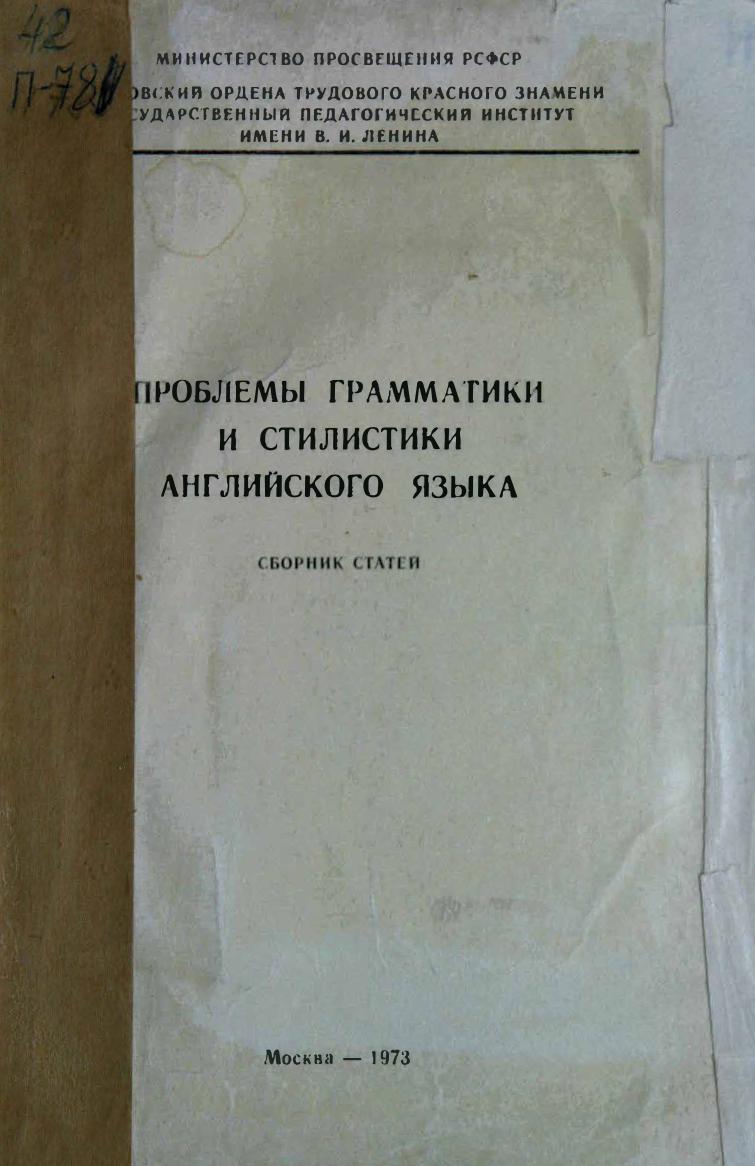 42
П-78
МИНИСТЕРСТВО ПРОСВЕЩЕНИЯ РСФСР
ОВСКИЙ ОРДЕНА ТРУДОВОГО КРАСНОГО ЗНАМЕНИ
СУДАРСТВЕННЫЙ ПЕДАГОГИЧЕСКИЙ ИНСТИТУТ
ИМЕНИ В. И. ЛЕНИНА
ПРОБЛЕМЫ ГРАММАТИКИ
И СТИЛИСТИКИ
АНГЛИЙСКОГО ЯЗЫКА
СБОРНИК СТАТЕЙ
Москва — 1973